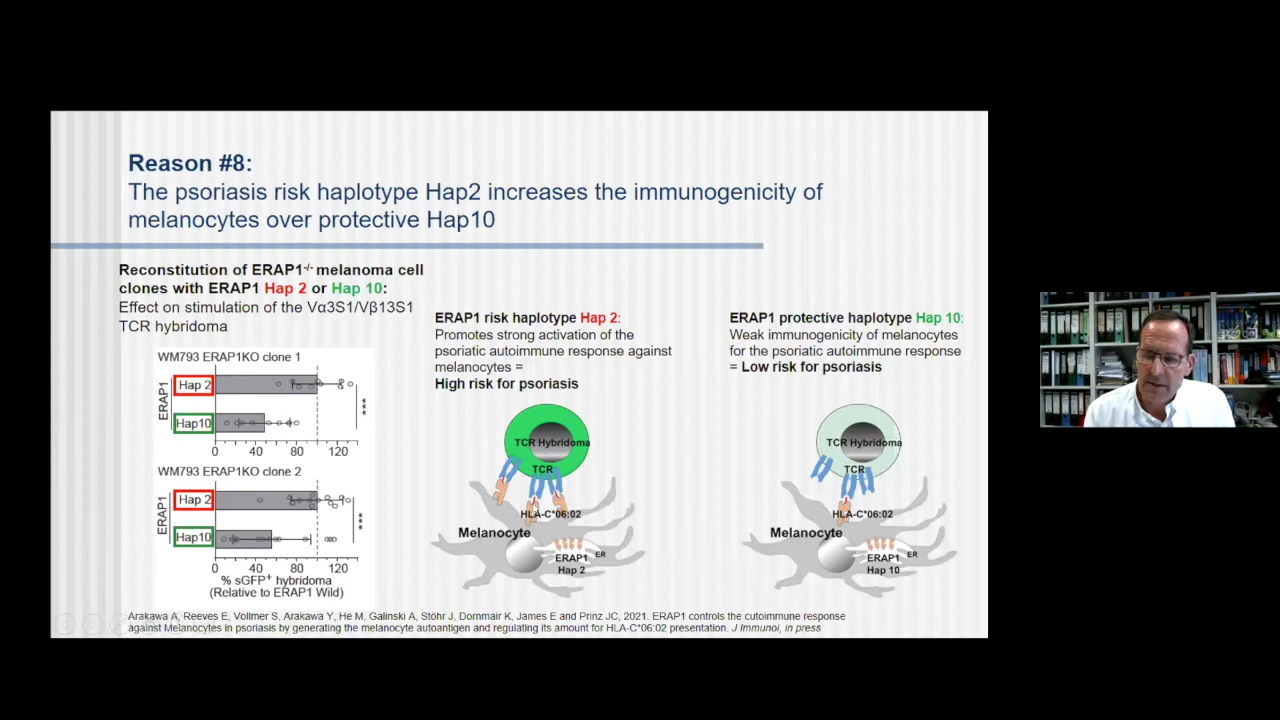 Reason #8:
The psoriasis risk haplotype Hap2 increases the immunogenicity of
melanocytes over protective Hap10
Reconstitution of ERAP1-/- melanoma cell
clones with ERAP1 Hap 2 or Hap 10:
Effect on stimulation of the Vα3S1/Vβ13S1
TCR hybridoma
WM793 ERAP1KO clone 1
ERAP1
Hap 2
Hap10
***
0 40 80 120
WM793 ERAP1KO clone 2
ERAP1
Hap 2
Hap10
***
0 40 80 120
% sGFP+ hybridoma
(Relative to ERAP1 Wild)
ERAP1 risk haplotype Hap 2:
Promotes strong activation of the
psoriatic autoimmune response against
melanocytes =
High risk for psoriasis
TCR Hybridoma
TCR
HLA-C*06:02
Melanocyte
ERAP1
Hap 2
ER
ERAP1 protective haplotype Hap 10:
Weak immunogenicity of melanocytes
for the psoriatic autoimmune response
= Low risk for psoriasis
TCR Hybridoma
TCR
HLA-C*06:02
Melanocyte
ERAP1
Hap 10
ER
Arakawa A, Reeves E, Vollmer S, Arakawa Y, He M, Galinski A, Stöhr J, Dornmair K, James E and Prinz JC, 2021. ERAP1 controls the cutoimmune response
against Melanocytes in psoriasis by generating the melanocyte autoantigen and regulating its amount for HLA-C*06:02 presentation. J Immunol, in press